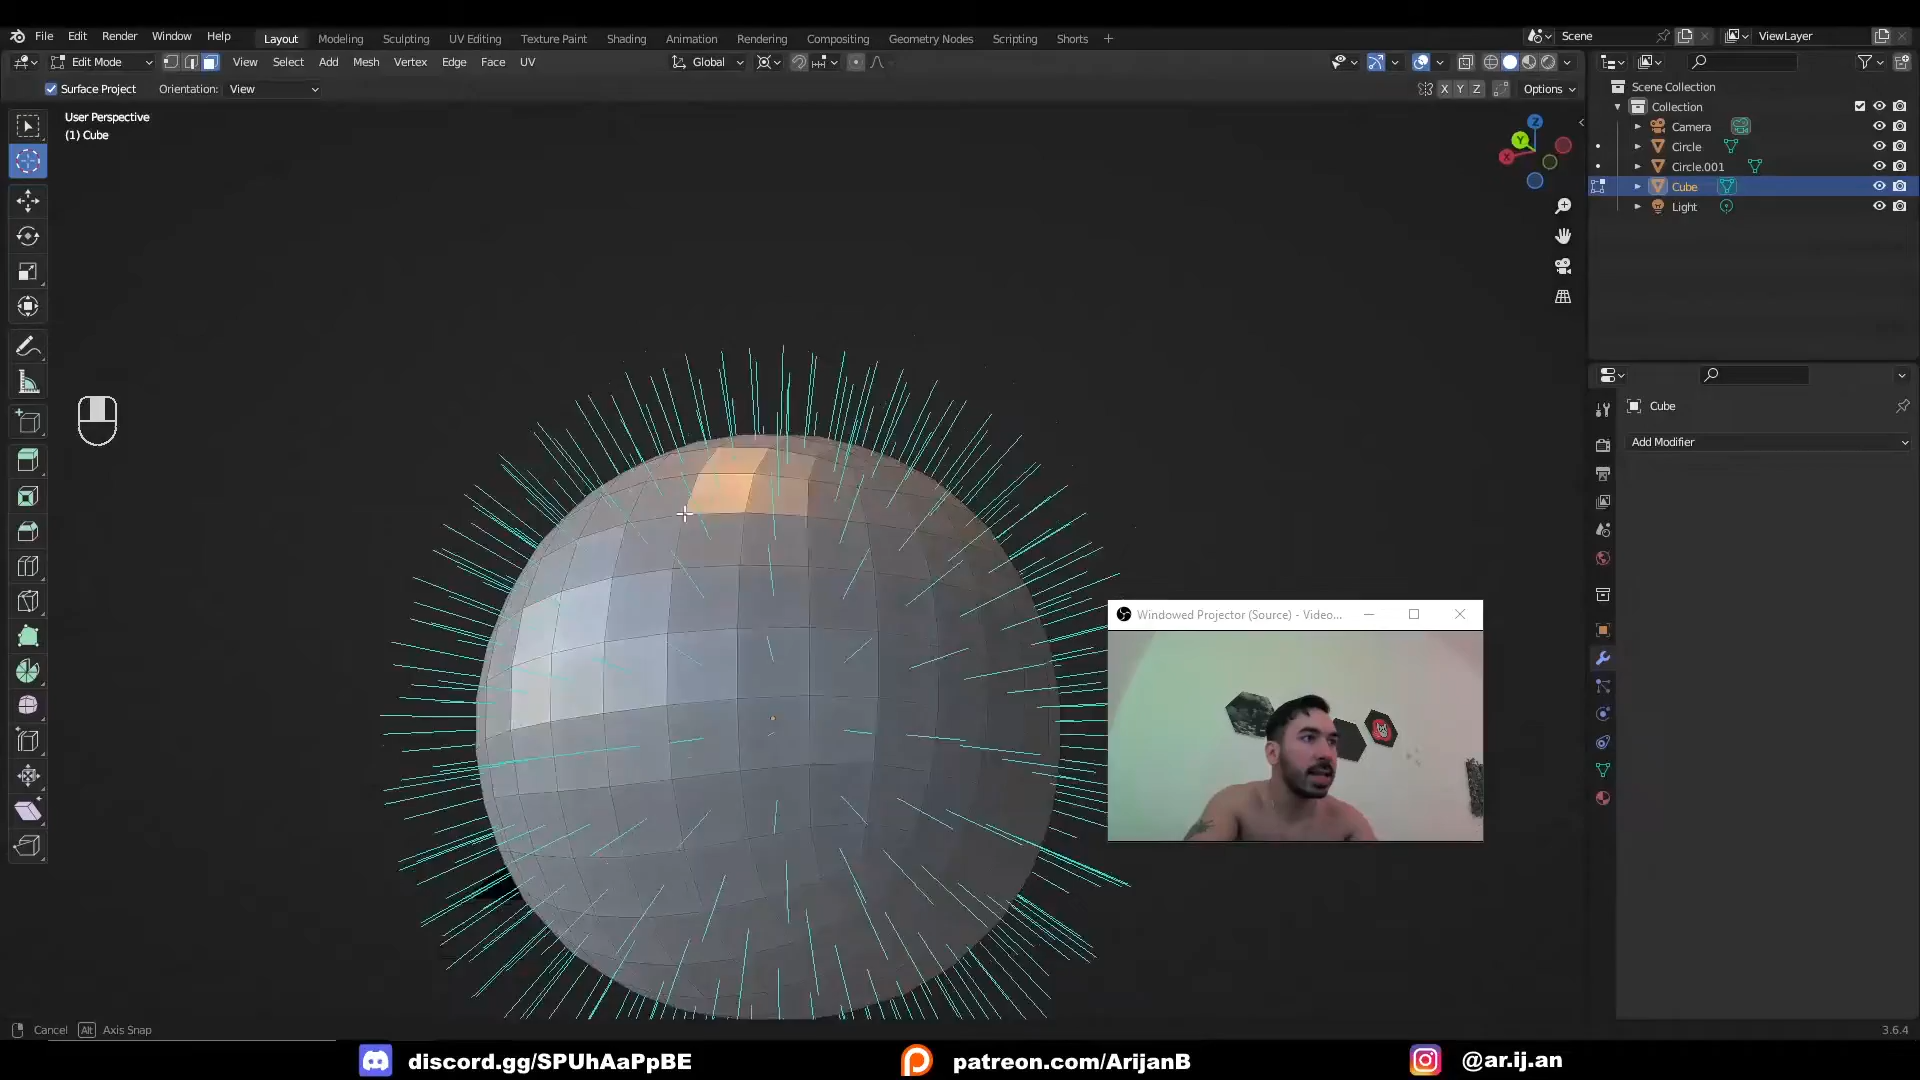 File Edit Render Window Help Layout Modeling Sculpting UV Editing Texture Paint Shading Animation Rendering Compositing Geometry Nodes Scripting Shorts + Scene ViewLayer
Edit Mode View Select Add Mesh Vertex Edge Face UV Global
Surface Project Orientation: View X Y Z Options
Scene Collection
Collection
Camera
Circle
Circle.001
Cube
Light
User Perspective
(1) Cube
Z
Y
X
Cube
Add Modifier
Windowed Projector (Source) - Video...
Cancel Alt Axis Snap 3.6.4
discord.gg/SPUhAaPpBE patreon.com/ArijanB @ar.ij.an